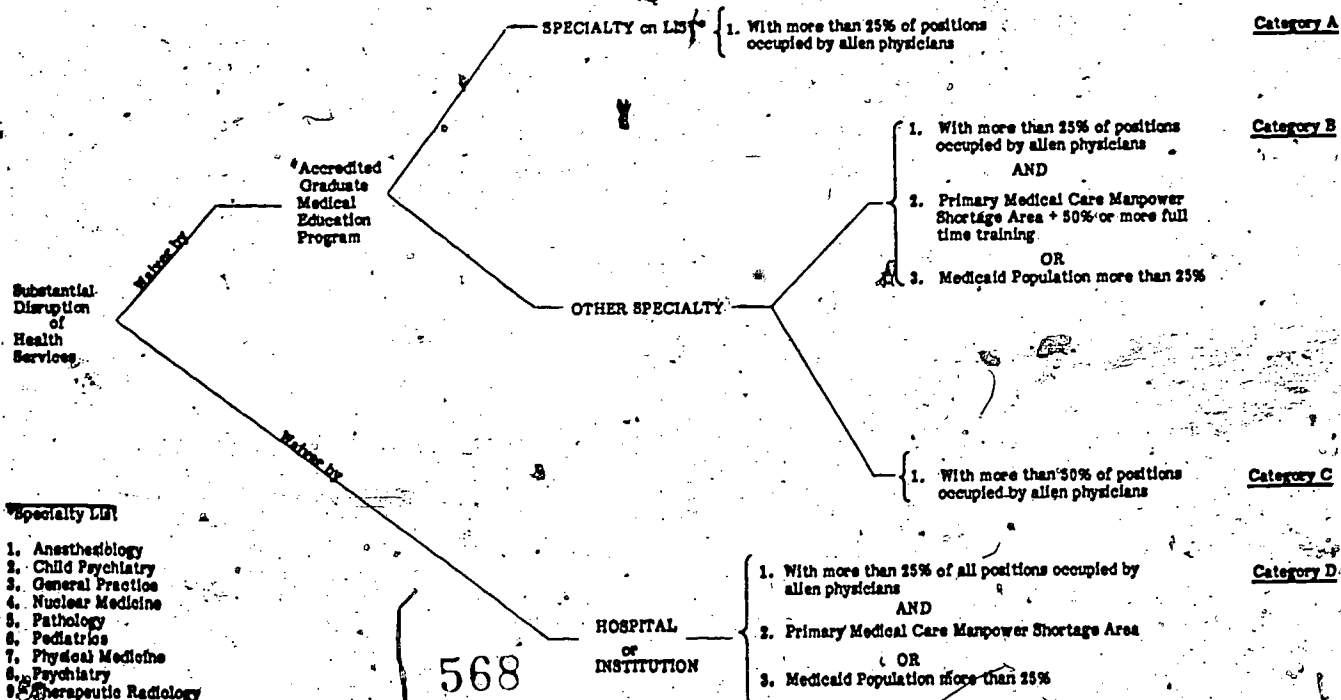 SPECIALTY on LIST* 1. With more than 25% of positions
occupied by alien physicians
Category A
1. With more than 25% of positions
occupied by alien physicians
Category B
AND
2. Primary Medical Care Manpower
Shortage Area + 50% or more full
time training
OR
3. Medicaid Population more than 25%
*Accredited
Graduate
Medical
Education
Program
Waiver by
Substantial
Disruption
of
Health
Services
OTHER SPECIALTY
Waiver by
1. With more than 50% of positions
occupied by alien physicians
Category C
*Specialty List
1. Anesthesiology
2. Child Psychiatry
3. General Practice
4. Nuclear Medicine
5. Pathology
6. Pediatrics
7. Physical Medicine
8. Psychiatry
9. Therapeutic Radiology
568
HOSPITAL
or
INSTITUTION
1. With more than 25% of all positions occupied by
alien physicians
Category D
AND
2. Primary Medical Care Manpower Shortage Area
OR
3. Medicaid Population more than 25%